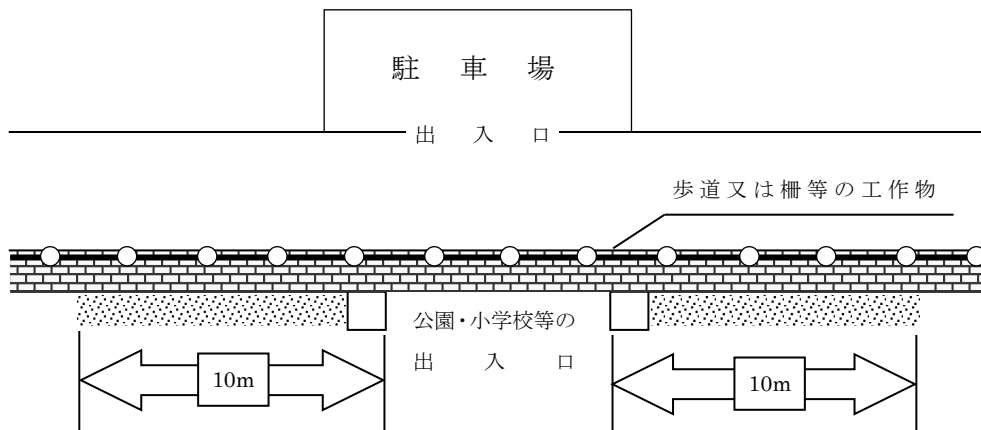 駐車場
出入口
歩道又は柵等の工作物
公園・小学校等の
出入口
10m
10m